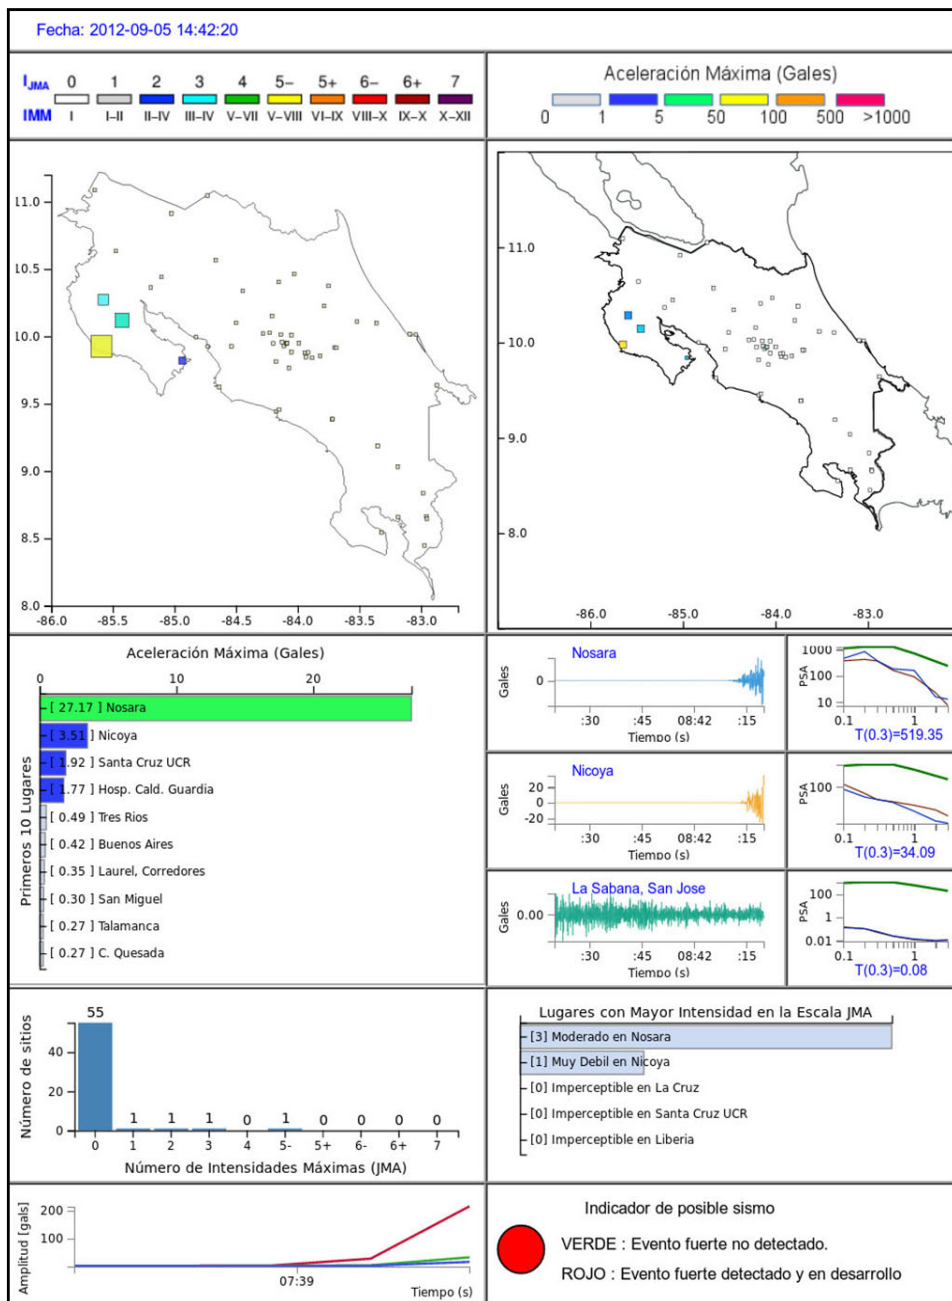 Fecha: 2012-09-05 14:42:20
IJMA 0 1 2 3 4 5− 5+ 6− 6+ 7
IMM I I−II II−IV III−IV V−VII V−VIII VI−IX VIII−X IX−X X−XII
Aceleración Máxima (Gales)
0 1 5 50 100 500 >1000
11.0
10.5
10.0
9.5
9.0
8.5
8.0
-86.0 -85.5 -85.0 -84.5 -84.0 -83.5 -83.0
11.0
10.0
9.0
8.0
-86.0 -85.0 -84.0 -83.0
Aceleración Máxima (Gales)
0 10 20
Primeros 10 Lugares
[ 27.17 ] Nosara
[ 3.51 ] Nicoya
[ 1.92 ] Santa Cruz UCR
[ 1.77 ] Hosp. Cald. Guardia
[ 0.49 ] Tres Rios
[ 0.42 ] Buenos Aires
[ 0.35 ] Laurel, Corredores
[ 0.30 ] San Miguel
[ 0.27 ] Talamanca
[ 0.27 ] C. Quesada
Nosara
Gales
0
:30 :45 08:42 :15
Tiempo (s)
PSA
1000
10
0.1 1
T(0.3)=519.35
Nicoya
Gales
20
0
-20
:30 :45 08:42 :15
Tiempo (s)
PSA
100
0.1 1
T(0.3)=34.09
La Sabana, San Jose
Gales
0.00
:30 :45 08:42 :15
Tiempo (s)
PSA
100
1
0.01
0.1 1
T(0.3)=0.08
Número de sitios
40
20
0
55 1 1 1 0 1 0 0 0 0
0 1 2 3 4 5- 5+ 6- 6+ 7
Número de Intensidades Máximas (JMA)
Lugares con Mayor Intensidad en la Escala JMA
[3] Moderado en Nosara
[1] Muy Debil en Nicoya
[0] Imperceptible en La Cruz
[0] Imperceptible en Santa Cruz UCR
[0] Imperceptible en Liberia
Amplitud [gals]
200
100
07:39
Tiempo (s)
Indicador de posible sismo
VERDE : Evento fuerte no detectado.
ROJO : Evento fuerte detectado y en desarrollo